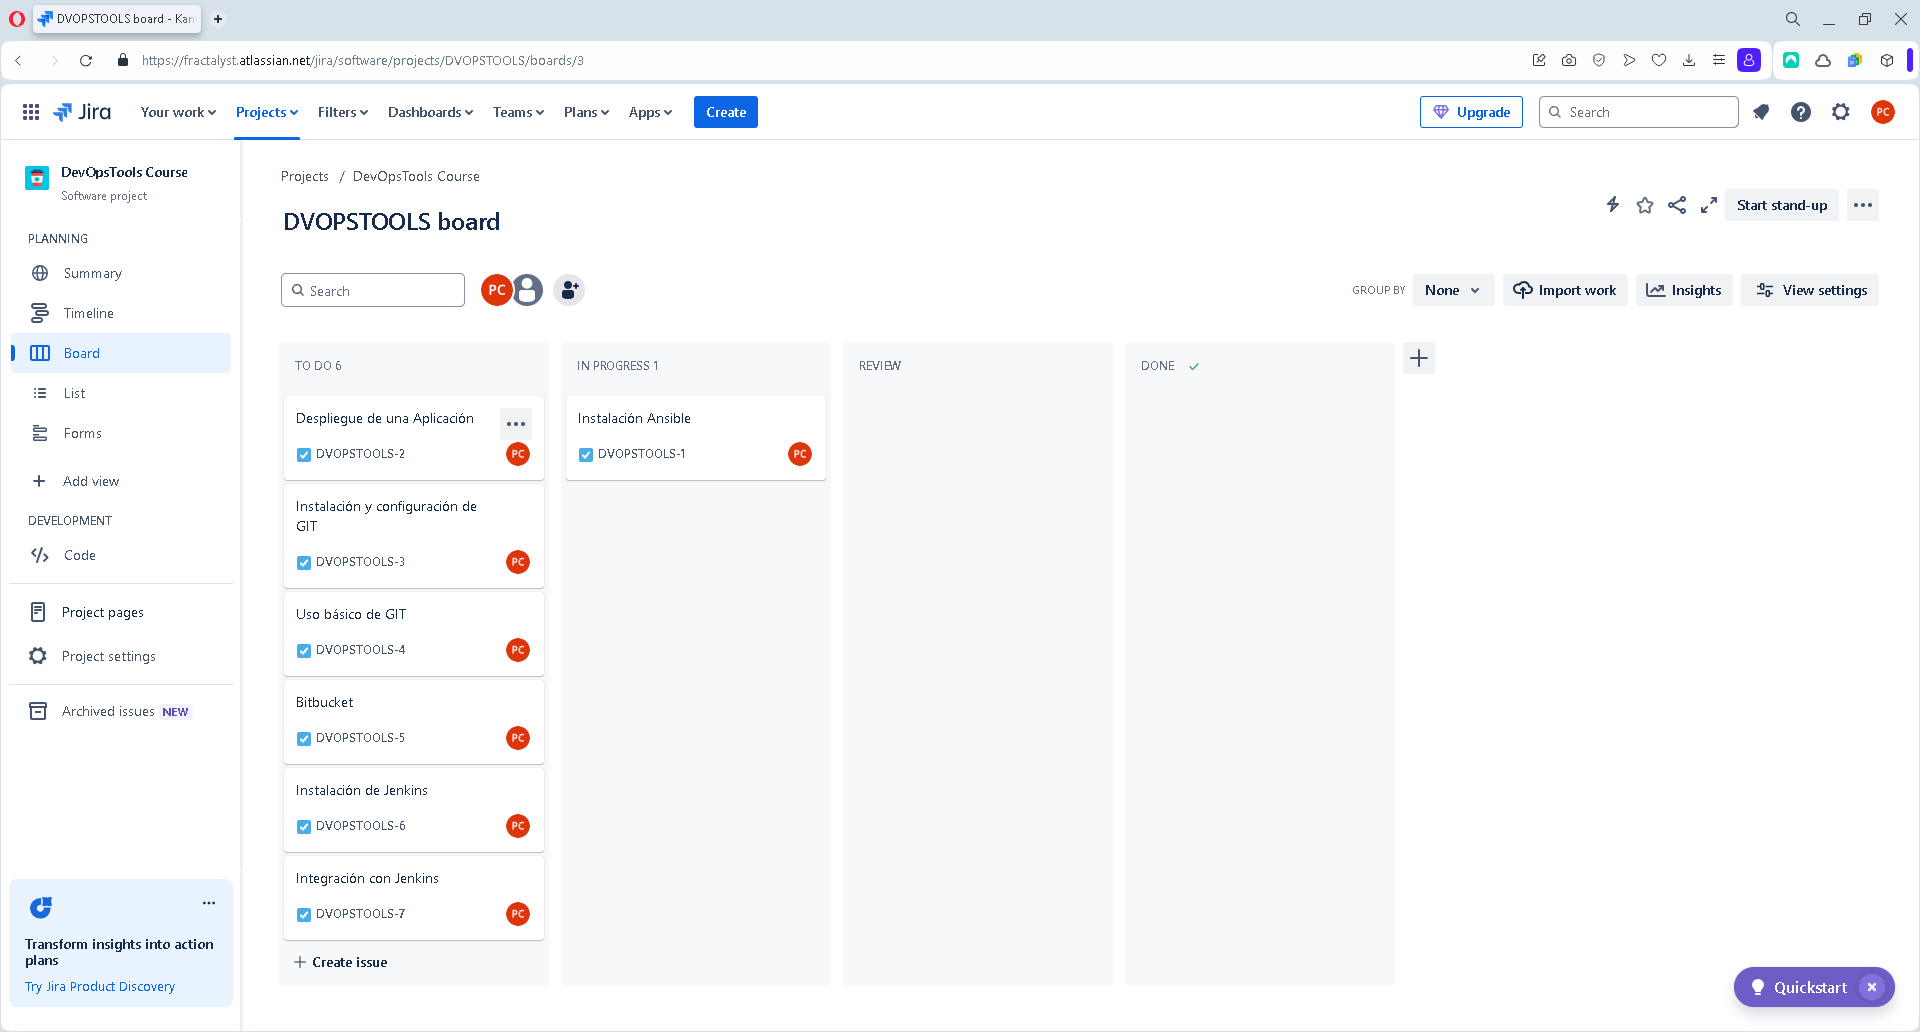 DVOPSTOOLS board - Kan
https://fractalyst.atlassian.net/jira/software/projects/DVOPSTOOLS/boards/3
Jira
Your work
Projects
Filters
Dashboards
Teams
Plans
Apps
Create
Upgrade
Search
PC
DevOpsTools Course
Software project
PLANNING
Summary
Timeline
Board
List
Forms
Add view
DEVELOPMENT
Code
Project pages
Project settings
Archived issues NEW
Transform insights into action
plans
Try Jira Product Discovery
Projects / DevOpsTools Course
DVOPSTOOLS board
Start stand-up
Search
PC
GROUP BY
None
Import work
Insights
View settings
TO DO 6
Despliegue de una Aplicación
DVOPSTOOLS-2
PC
Instalación y configuración de
GIT
DVOPSTOOLS-3
PC
Uso básico de GIT
DVOPSTOOLS-4
PC
Bitbucket
DVOPSTOOLS-5
PC
Instalación de Jenkins
DVOPSTOOLS-6
PC
Integración con Jenkins
DVOPSTOOLS-7
PC
Create issue
IN PROGRESS 1
Instalación Ansible
DVOPSTOOLS-1
PC
REVIEW
DONE
Quickstart